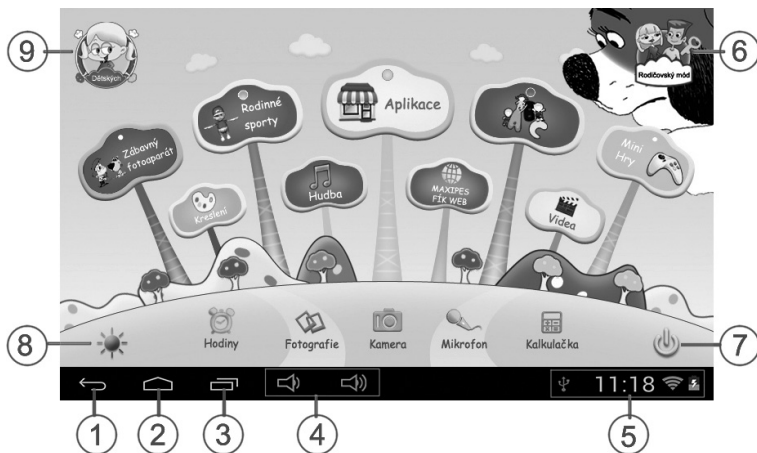 9
6
Dětských
Rodičovský mód
Rodinné
sporty
Aplikace
Zábavný
fotoaparát
Mini
Hry
Kreslení
Hudba
MAXIPES
FÍK WEB
Videa
8
Hodiny
Fotografie
Kamera
Mikrofon
Kalkulačka
7
11:18
1
2
3
4
5